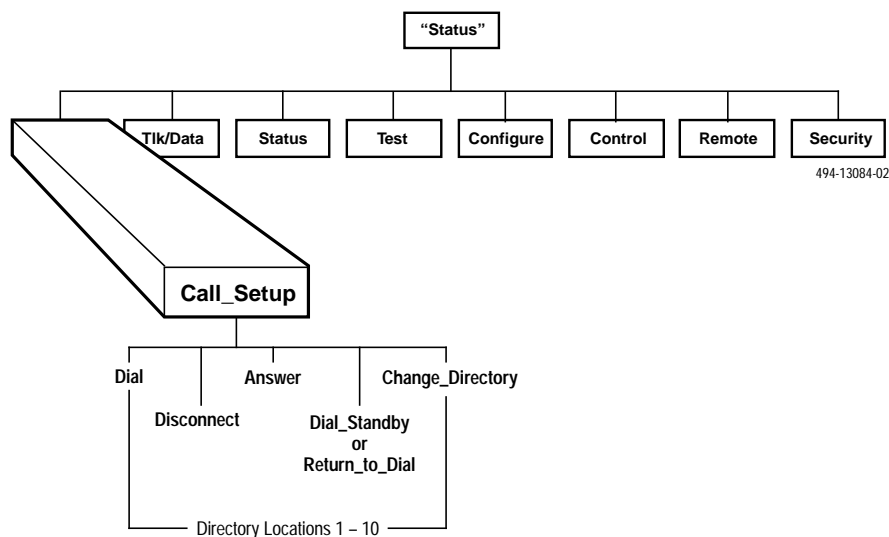 “Status”
Tlk/Data
Status
Test
Configure
Control
Remote
Security
494-13084-02
Call_Setup
Dial
Answer
Change_Directory
Disconnect
Dial_Standby
or
Return_to_Dial
Directory Locations 1 – 10